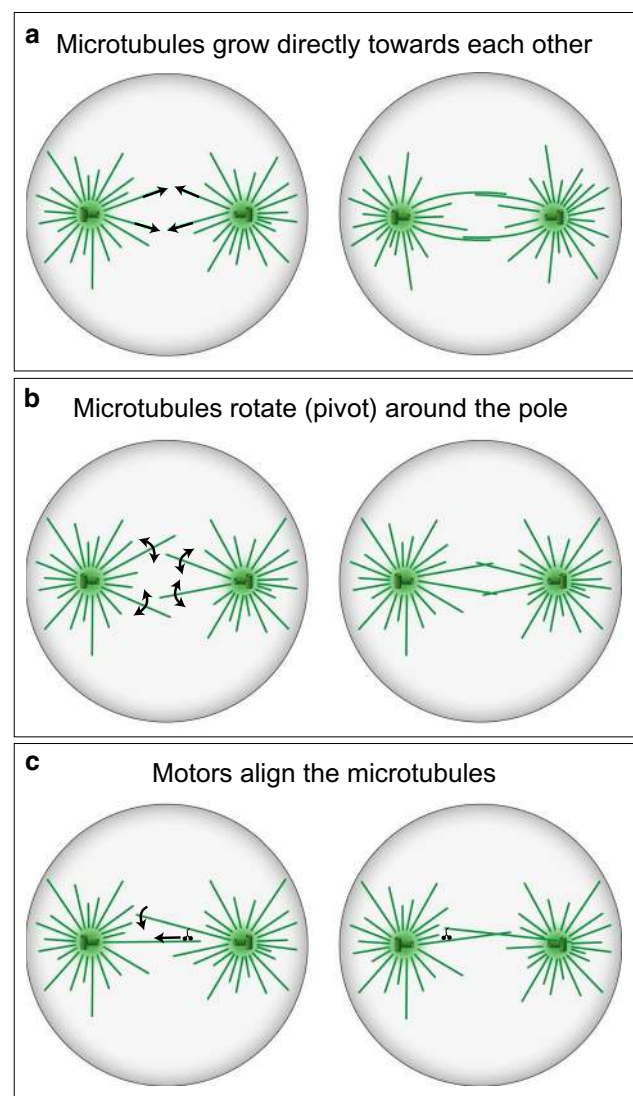 a Microtubules grow directly towards each other
b Microtubules rotate (pivot) around the pole
c Motors align the microtubules